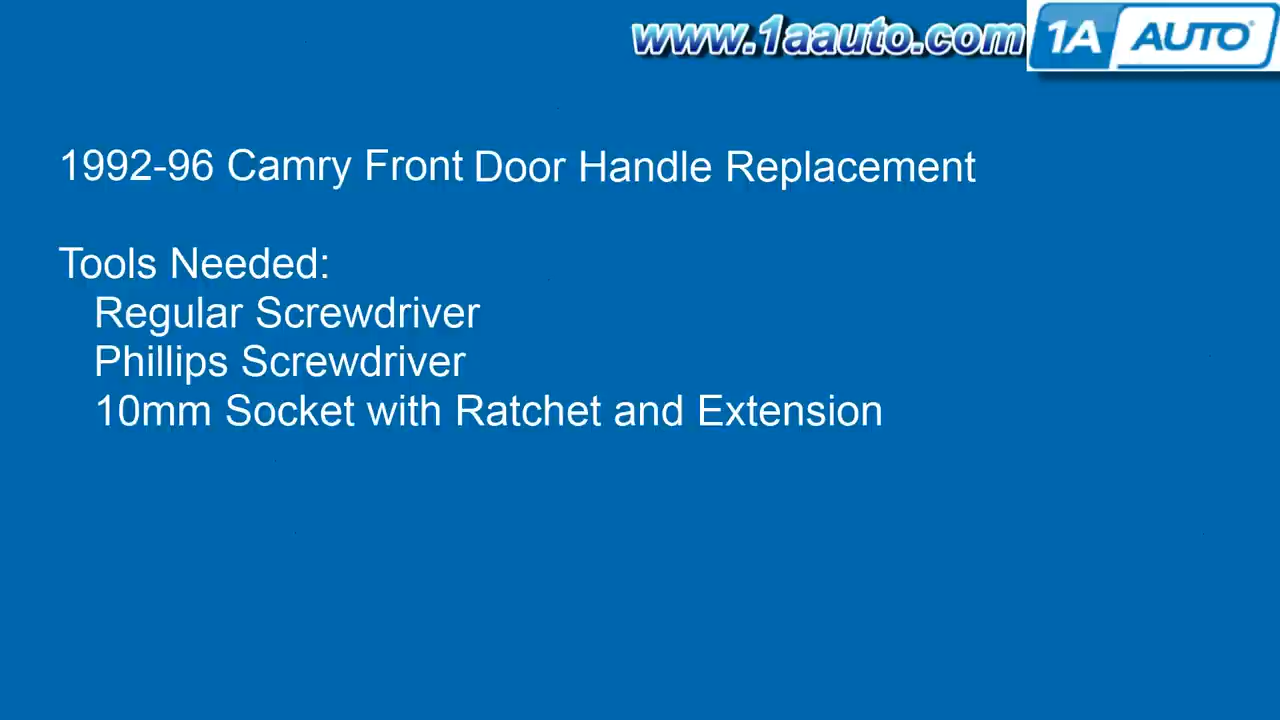 www.1aauto.com 1A AUTO®
1992-96 Camry Front Door Handle Replacement
Tools Needed:
Regular Screwdriver
Phillips Screwdriver
10mm Socket with Ratchet and Extension